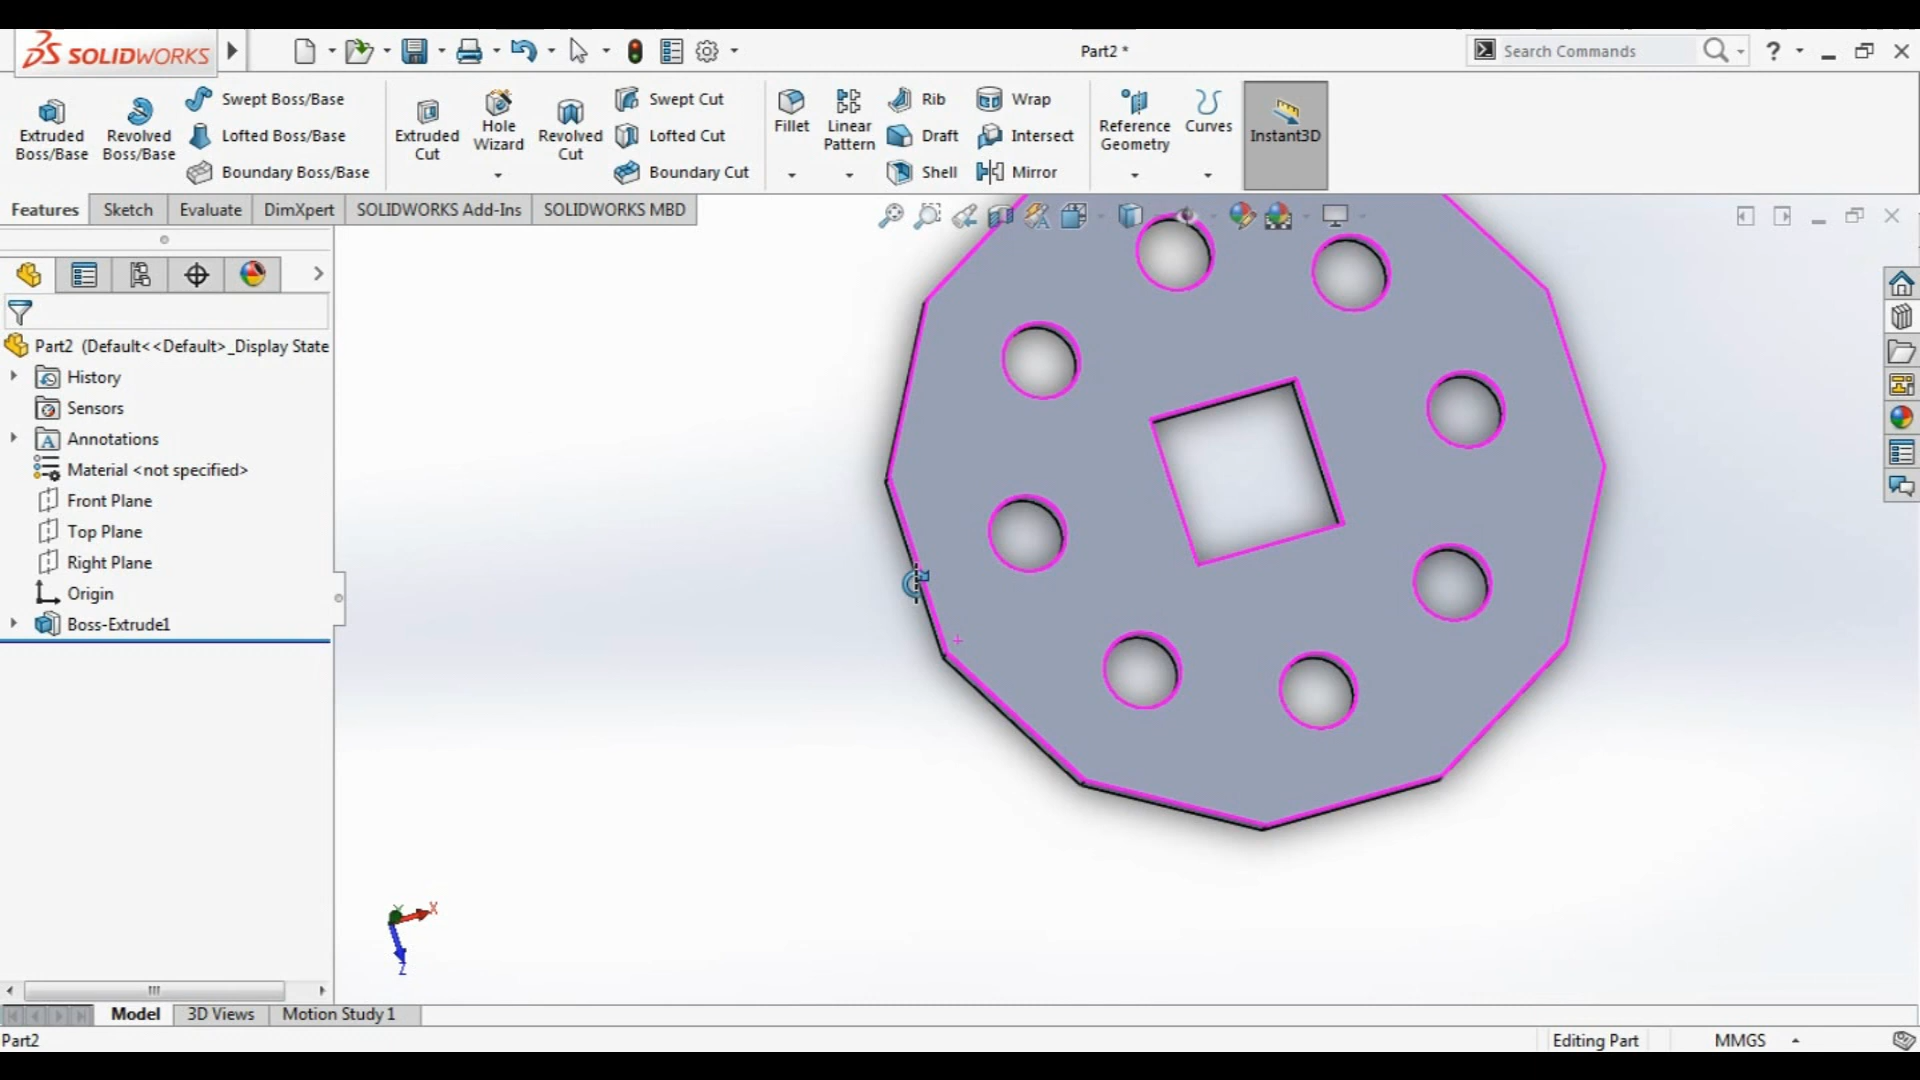 SOLIDWORKS
Part2 *
Search Commands
?
Extruded Boss/Base
Revolved Boss/Base
Swept Boss/Base
Lofted Boss/Base
Boundary Boss/Base
Extruded Cut
Hole Wizard
Revolved Cut
Swept Cut
Lofted Cut
Boundary Cut
Fillet
Linear Pattern
Rib
Draft
Shell
Wrap
Intersect
Mirror
Reference Geometry
Curves
Instant3D
Features
Sketch
Evaluate
DimXpert
SOLIDWORKS Add-Ins
SOLIDWORKS MBD
Part2 (Default<<Default>_Display State
History
Sensors
Annotations
Material <not specified>
Front Plane
Top Plane
Right Plane
Origin
Boss-Extrude1
Y
X
Z
Model
3D Views
Motion Study 1
Part2
Editing Part
MMGS